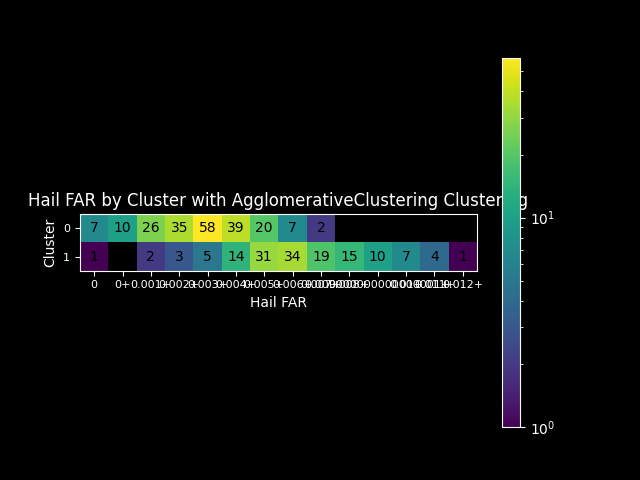 Hail FAR by Cluster with AgglomerativeClustering Clustering
Cluster
0 7 10 26 35 58 39 20 7 2
1 1 2 3 5 14 31 34 19 15 10 7 4 1
0 0+
Hail FAR
10¹
10⁰